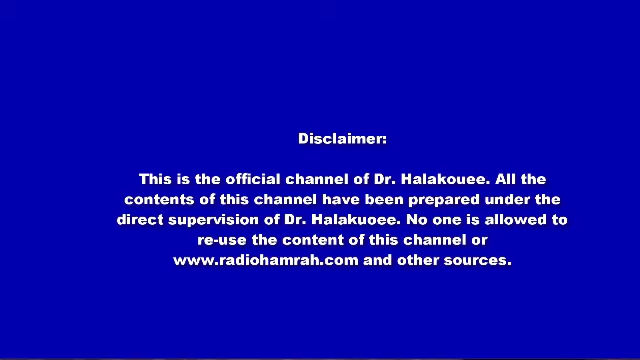 Disclaimer:
This is the official channel of Dr. Halakouee. All the
contents of this channel have been prepared under the
direct supervision of Dr. Halakuoee. No one is allowed to
re-use the content of this channel or
www.radiohamrah.com and other sources.